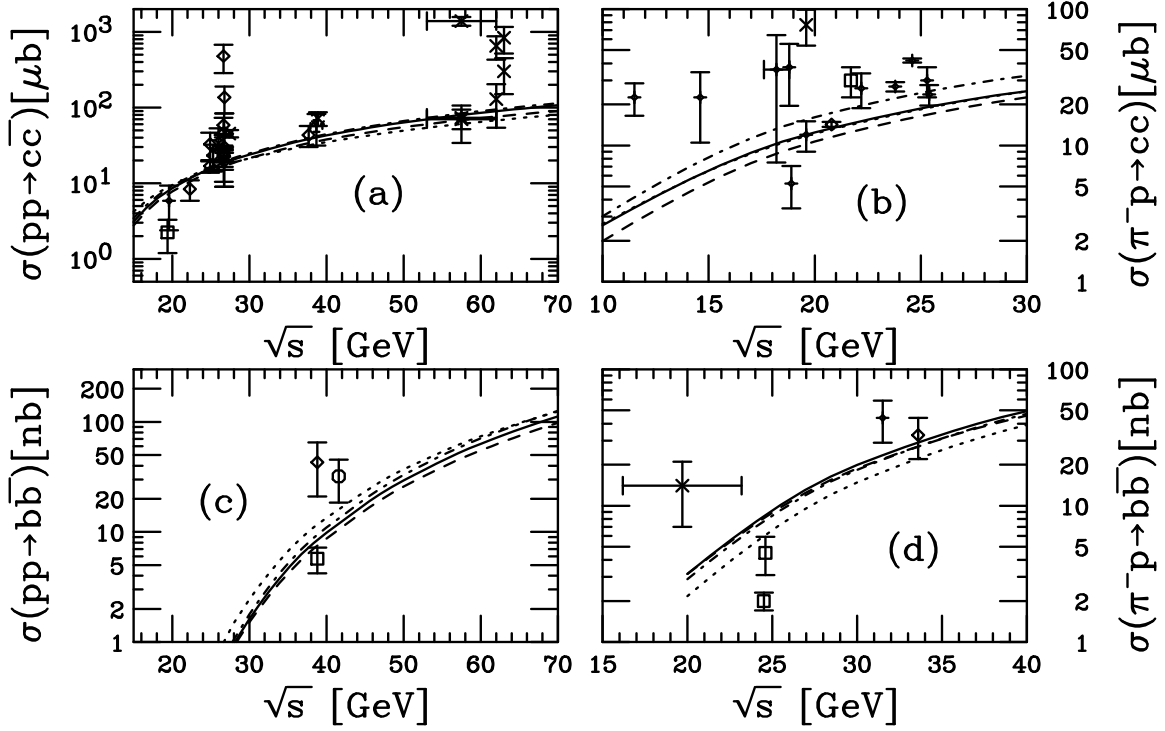 σ(pp→cc̅)[μb]
10³
10²
10¹
10⁰
(a)
20 30 40 50 60 70
√s [GeV]
100
50
20
10
5
2
1
(b)
10 15 20 25 30
√s [GeV]
σ(π⁻p→cc)[μb]
σ(pp→bb̅)[nb]
200
100
50
20
10
5
2
1
(c)
20 30 40 50 60 70
√s [GeV]
100
50
20
10
5
2
1
(d)
15 20 25 30 35 40
√s [GeV]
σ(π⁻p→bb̅)[nb]